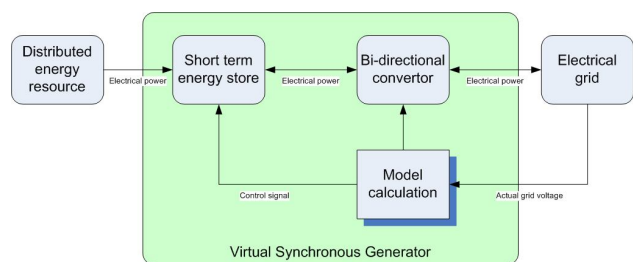 Distributed
energy
resource
Electrical power
Short term
energy store
Electrical power
Bi-directional
convertor
Electrical power
Electrical
grid
Model
calculation
Control signal
Actual grid voltage
Virtual Synchronous Generator